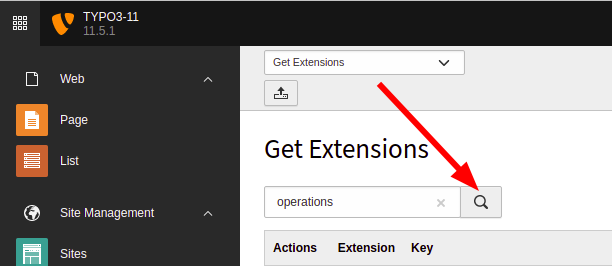 TYPO3-11
11.5.1
Web
Page
List
Site Management
Sites
Get Extensions
Get Extensions
operations
Actions Extension Key